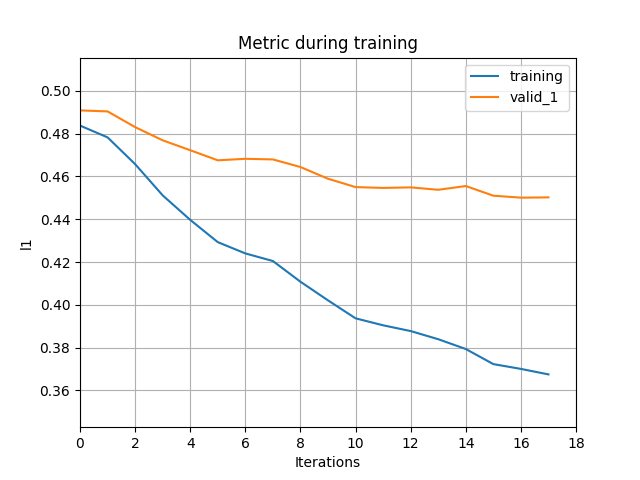 Metric during training
training
valid_1
0.50
0.48
0.46
0.44
0.42
0.40
0.38
0.36
l1
0 2 4 6 8 10 12 14 16 18
Iterations